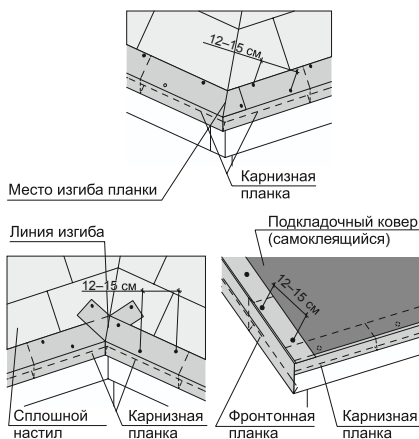 12–15 см
Место изгиба планки
Карнизная
планка
Линия изгиба
12–15 см
Сплошной
настил
Карнизная
планка
Подкладочный ковер
(самоклеящийся)
12–15 см
Фронтонная
планка
Карнизная
планка